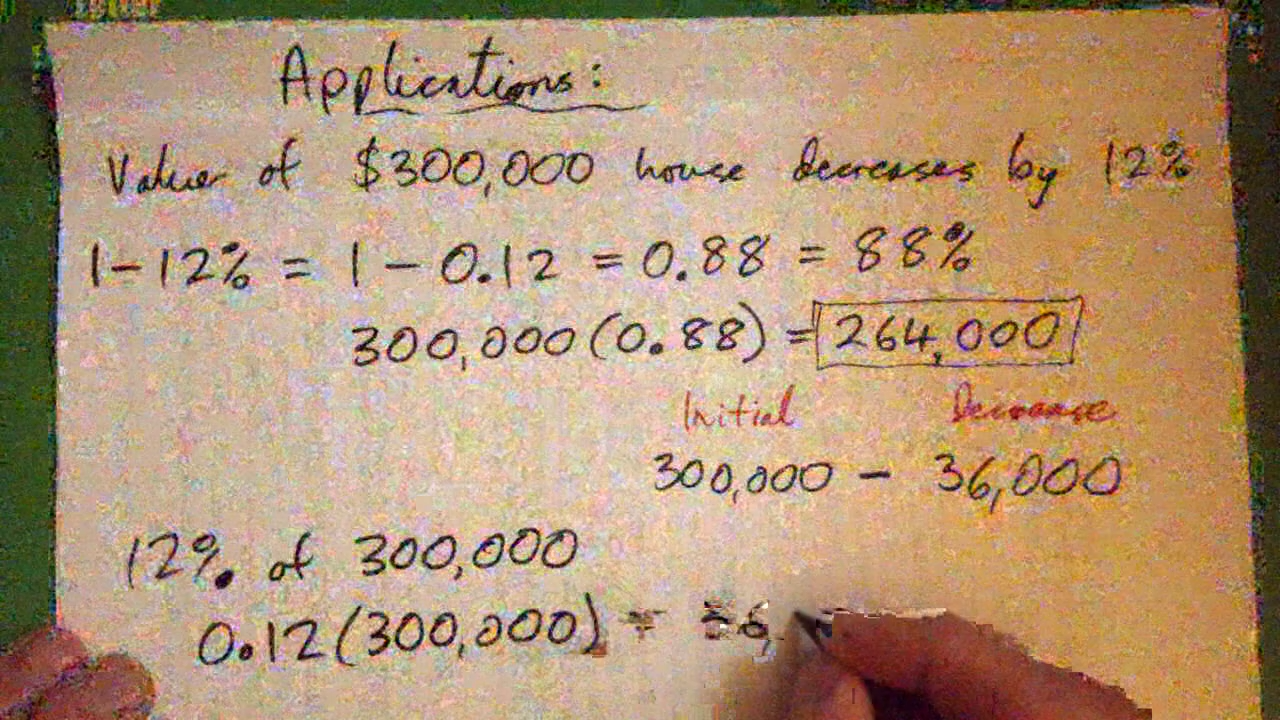 Applications:
Value of $300,000 house decreases by 12%
1-12% = 1 - 0.12 = 0.88 = 88%
300,000(0.88) = 264,000
Initial Decrease
300,000 - 36,000
12% of 300,000
0.12(300,000) = 36,